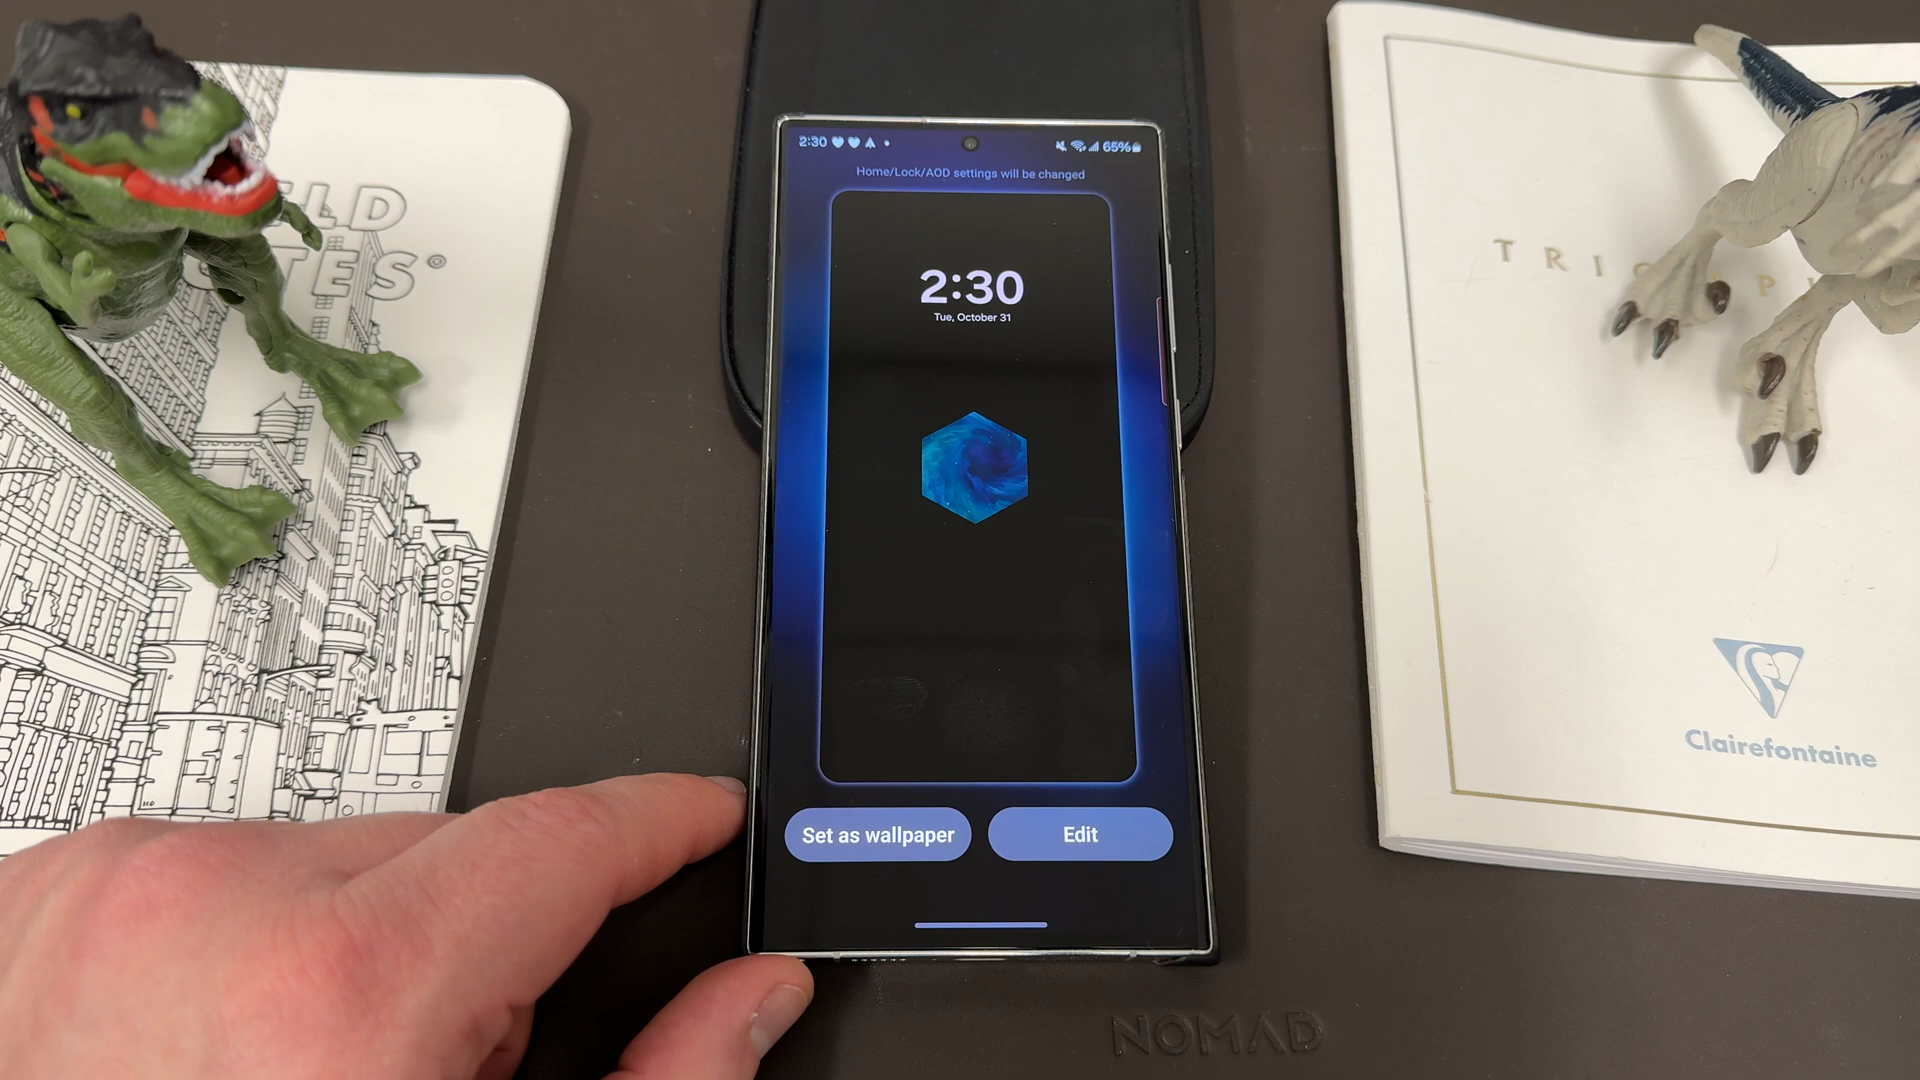 2:30
65%
Home/Lock/AOD settings will be changed
2:30
Tue, October 31
Set as wallpaper
Edit
Clairefontaine
NOMAD